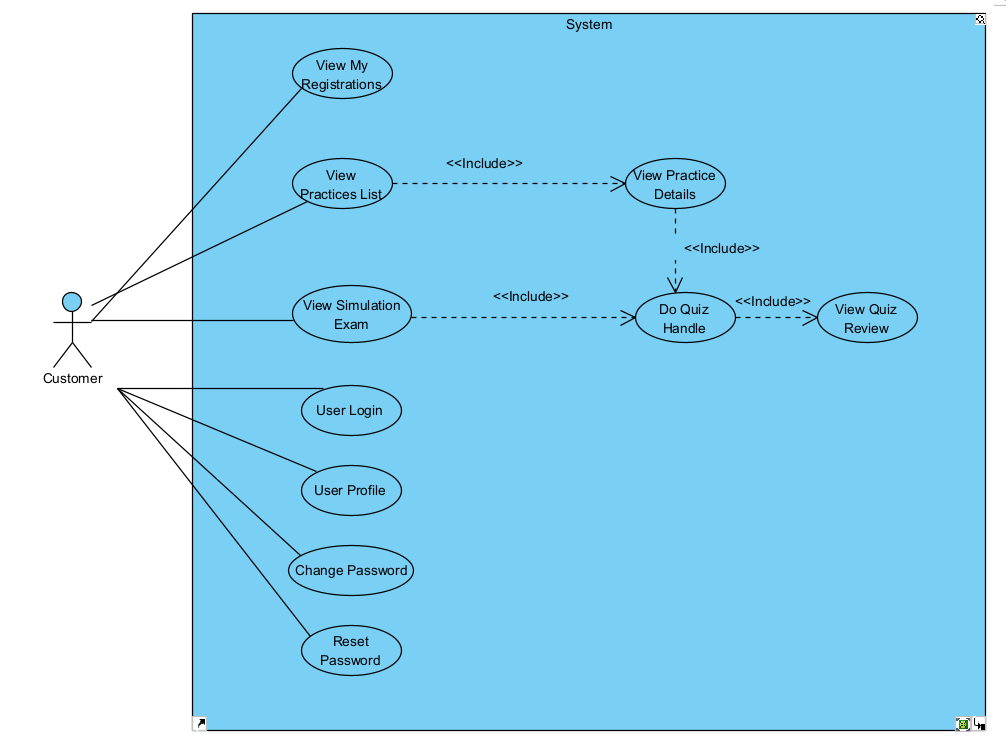 System
View My
Registrations
<<Include>>
View
Practices List
View Practice
Details
<<Include>>
<<Include>>
<<Include>>
View Simulation
Exam
Do Quiz
Handle
View Quiz
Review
Customer
User Login
User Profile
Change Password
Reset
Password